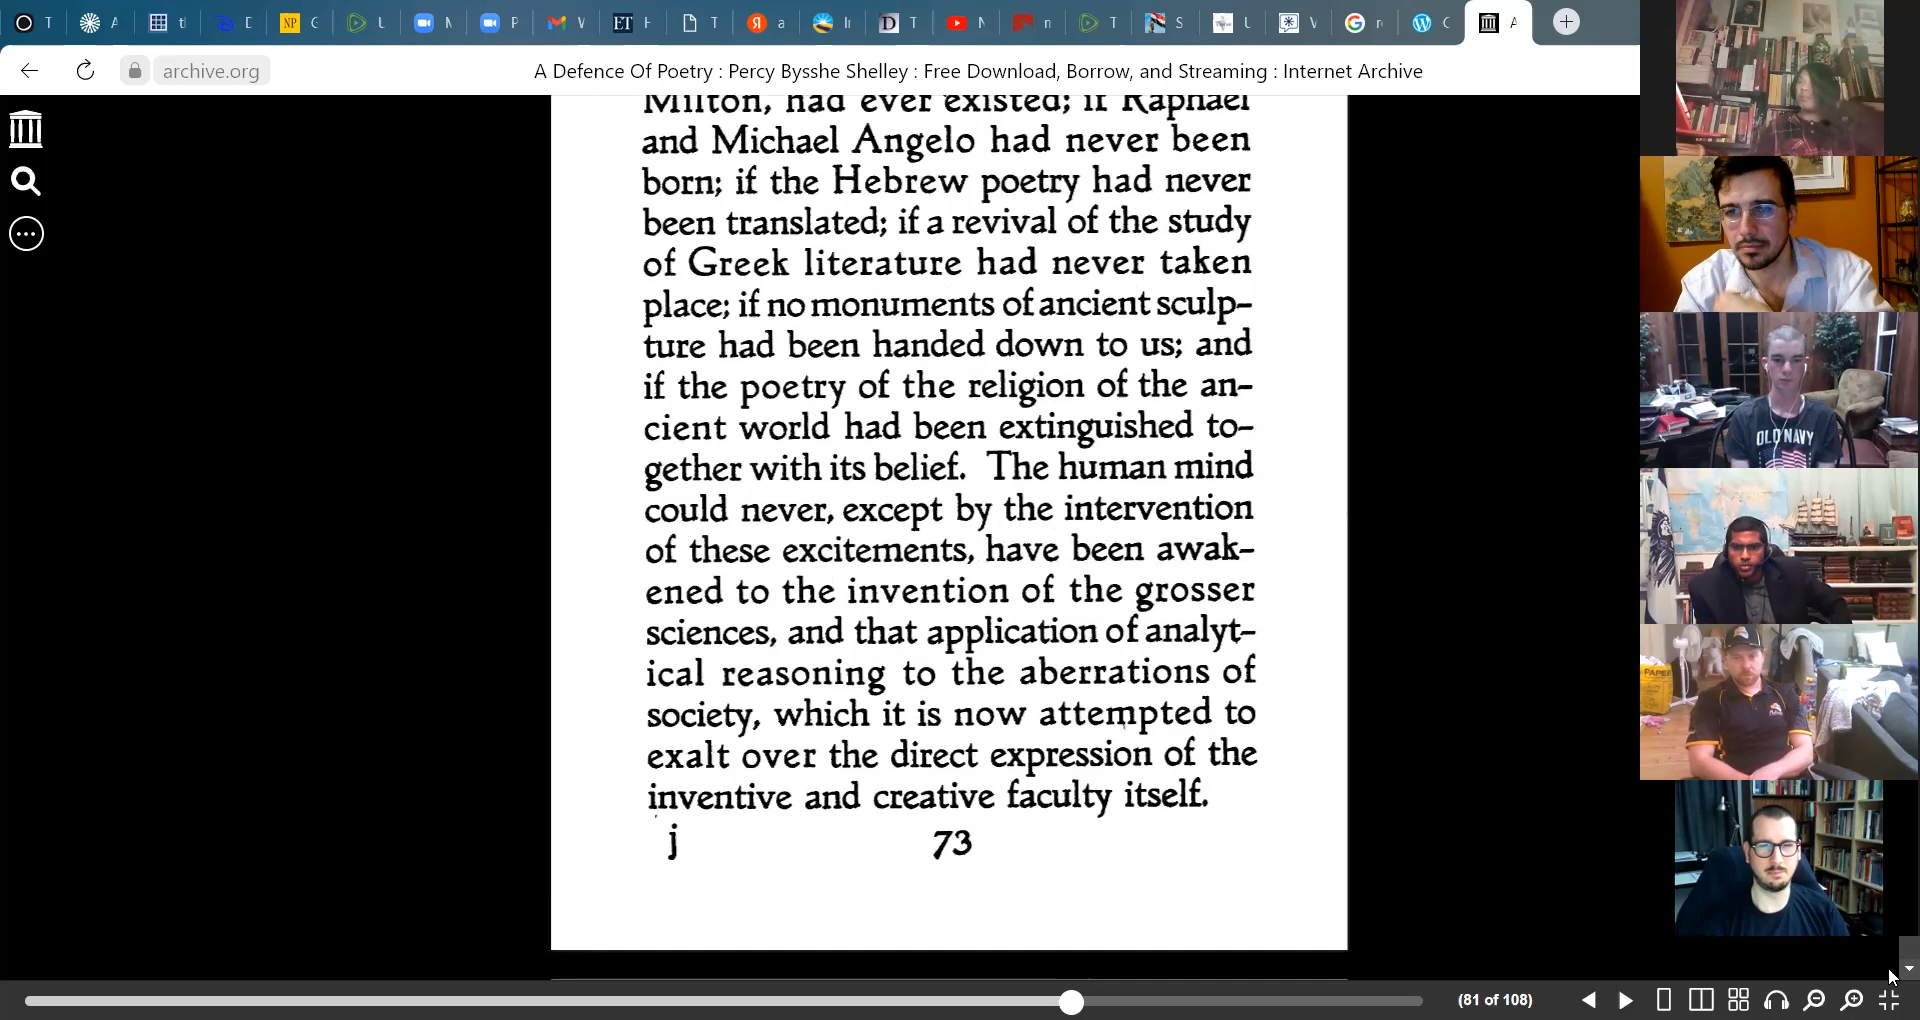 T
A
t
D
NP
C
U
M
P
W
FT
H
T
a
I
D
T
N
n
T
S
U
V
r
C
A
archive.org
A Defence Of Poetry : Percy Bysshe Shelley : Free Download, Borrow, and Streaming : Internet Archive
Milton, had ever existed; if Raphael
and Michael Angelo had never been
born; if the Hebrew poetry had never
been translated; if a revival of the study
of Greek literature had never taken
place; if no monuments of ancient sculp-
ture had been handed down to us; and
if the poetry of the religion of the an-
cient world had been extinguished to-
gether with its belief. The human mind
could never, except by the intervention
of these excitements, have been awak-
ened to the invention of the grosser
sciences, and that application of analyt-
ical reasoning to the aberrations of
society, which it is now attempted to
exalt over the direct expression of the
inventive and creative faculty itself.
j 73
OLD NAVY
PAPER
(81 of 108)